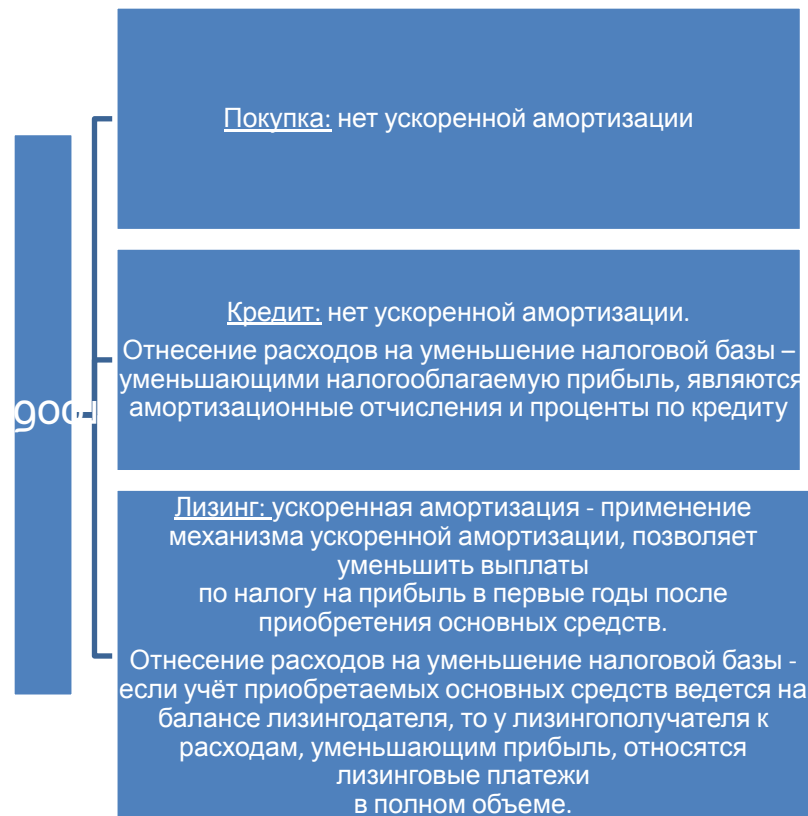 Покупка: нет ускоренной амортизации
Кредит: нет ускоренной амортизации.
Отнесение расходов на уменьшение налоговой базы –
уменьшающими налогооблагаемую прибыль, являются
амортизационные отчисления и проценты по кредиту
Лизинг: ускоренная амортизация - применение
механизма ускоренной амортизации, позволяет
уменьшить выплаты
по налогу на прибыль в первые годы после
приобретения основных средств.
Отнесение расходов на уменьшение налоговой базы -
если учёт приобретаемых основных средств ведется на
балансе лизингодателя, то у лизингополучателя к
расходам, уменьшающим прибыль, относятся
лизинговые платежи
в полном объеме.